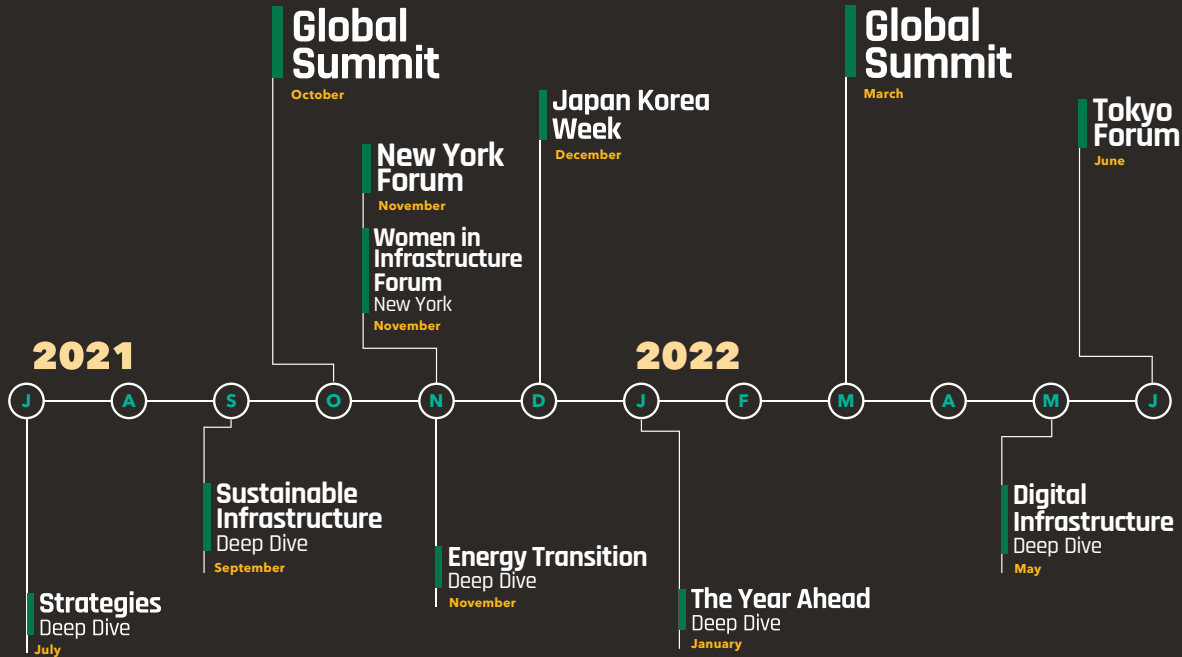 Global
Summit
October
Global
Summit
March
Japan Korea
Week
December
Tokyo
Forum
June
New York
Forum
November
Women in
Infrastructure
Forum
New York
November
2021
2022
J A S O N D J F M A M J
Sustainable
Infrastructure
Deep Dive
September
Digital
Infrastructure
Deep Dive
May
Energy Transition
Deep Dive
November
The Year Ahead
Deep Dive
January
Strategies
Deep Dive
July